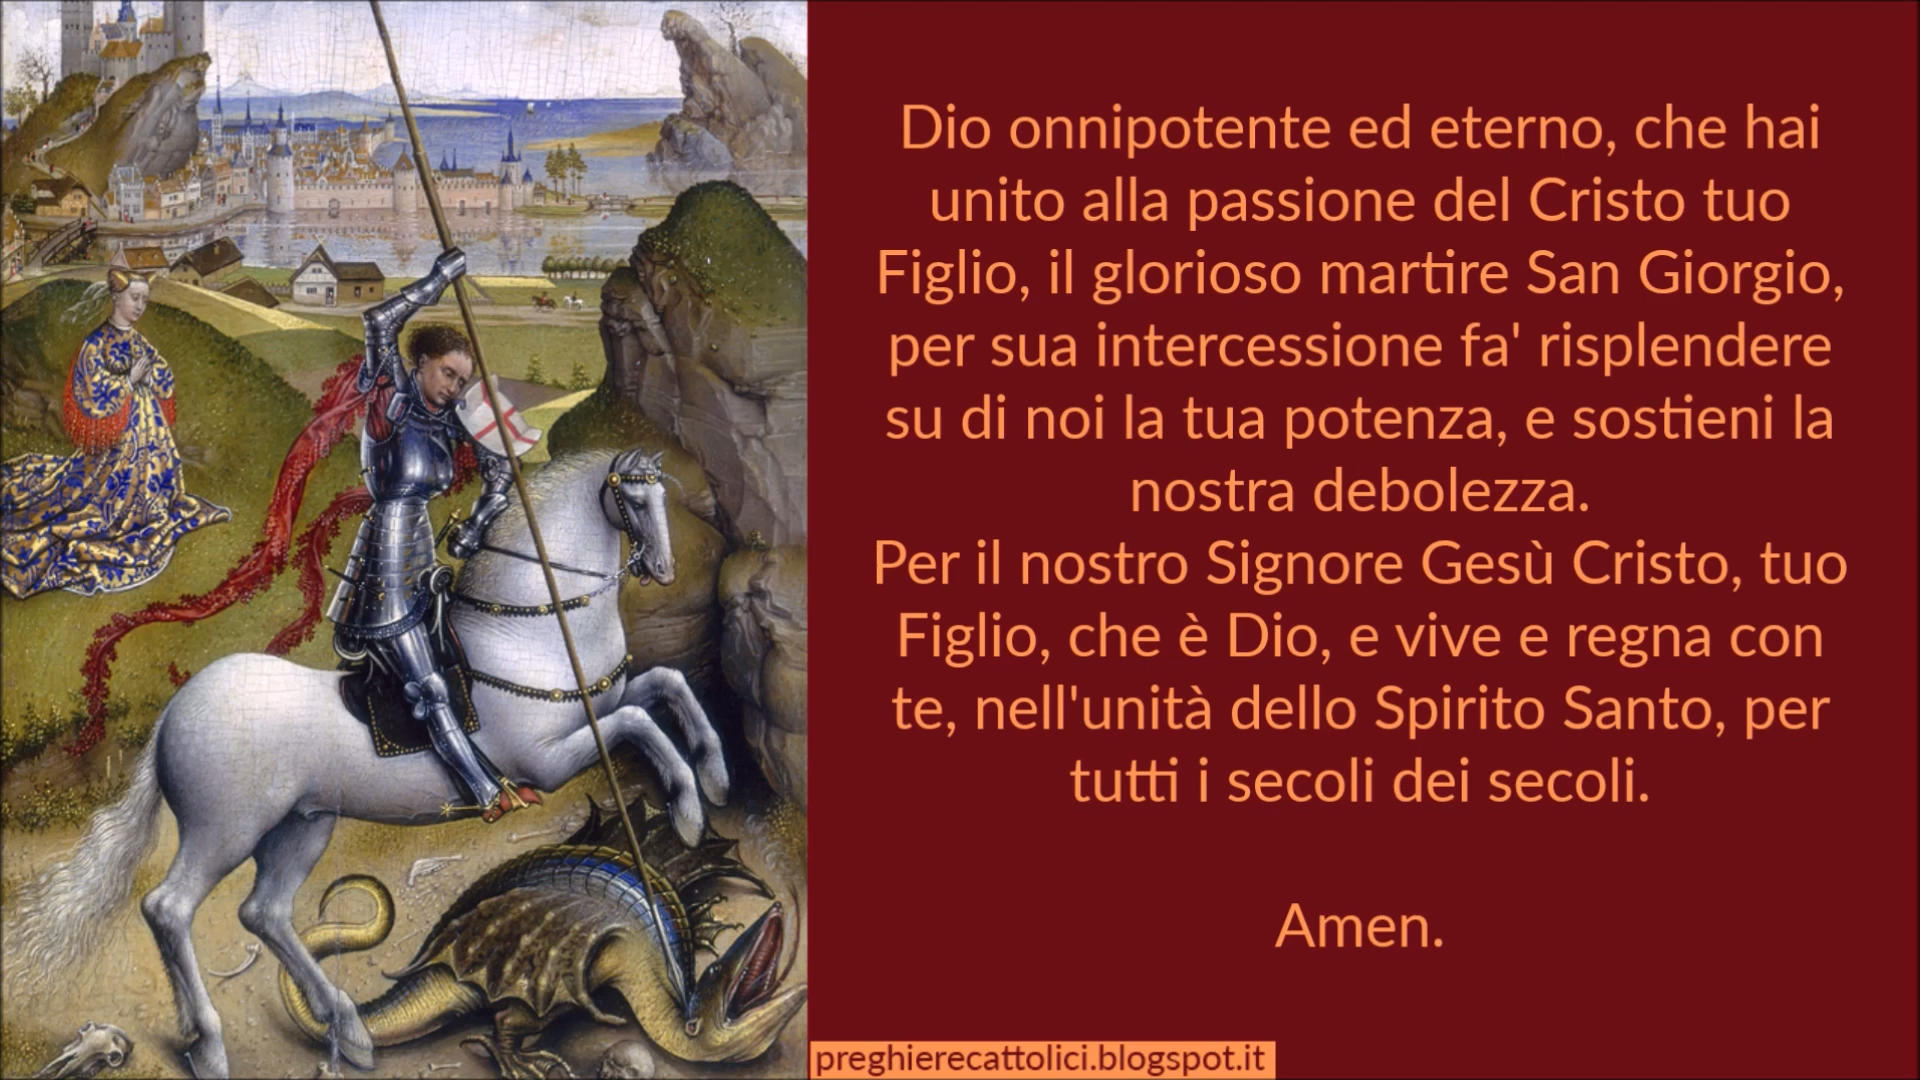 Dio onnipotente ed eterno, che hai
unito alla passione del Cristo tuo
Figlio, il glorioso martire San Giorgio,
per sua intercessione fa' risplendere
su di noi la tua potenza, e sostieni la
nostra debolezza.
Per il nostro Signore Gesù Cristo, tuo
Figlio, che è Dio, e vive e regna con
te, nell'unità dello Spirito Santo, per
tutti i secoli dei secoli.
Amen.
preghierecattolici.blogspot.it